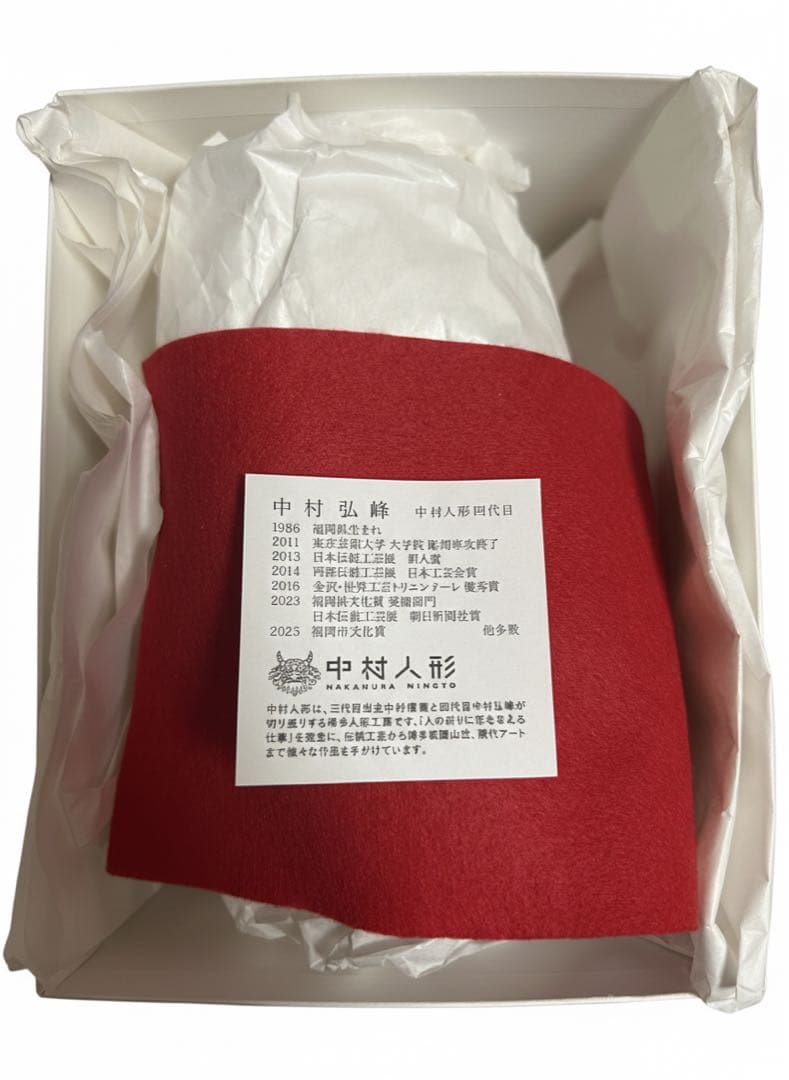 中村弘峰 中村人形四代目
1986 福岡県生まれ
2011 東京芸術大学 大学院 彫刻専攻修了
2013 日本伝統工芸展 新人賞
2014 西部伝統工芸展 日本工芸会賞
2016 金沢・世界工芸トリエンナーレ 優秀賞
2023 福岡県文化賞 奨励部門
日本伝統工芸展 朝日新聞社賞
2025 福岡市文化賞 他多数
中村人形
NAKAMURA NINGYO
中村人形は、三代目当主中村信喬と四代目中村弘峰が
切り盛りする博多人形工房です。「人の祈りに形を与える
仕事」を理念に、伝統工芸から博多祇園山笠、現代アート
まで様々な作品を手がけています。